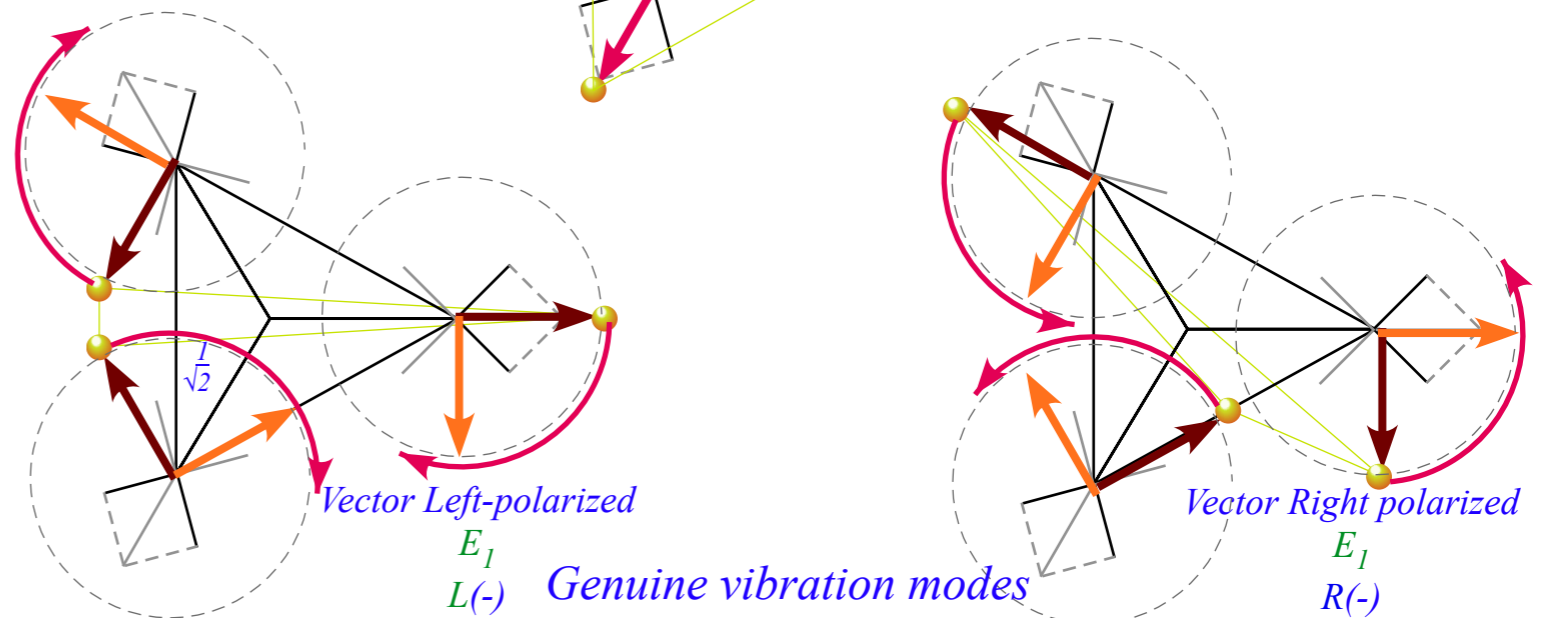 1
√2
Vector Left-polarized
E₁
L(-)
Genuine vibration modes
Vector Right polarized
E₁
R(-)